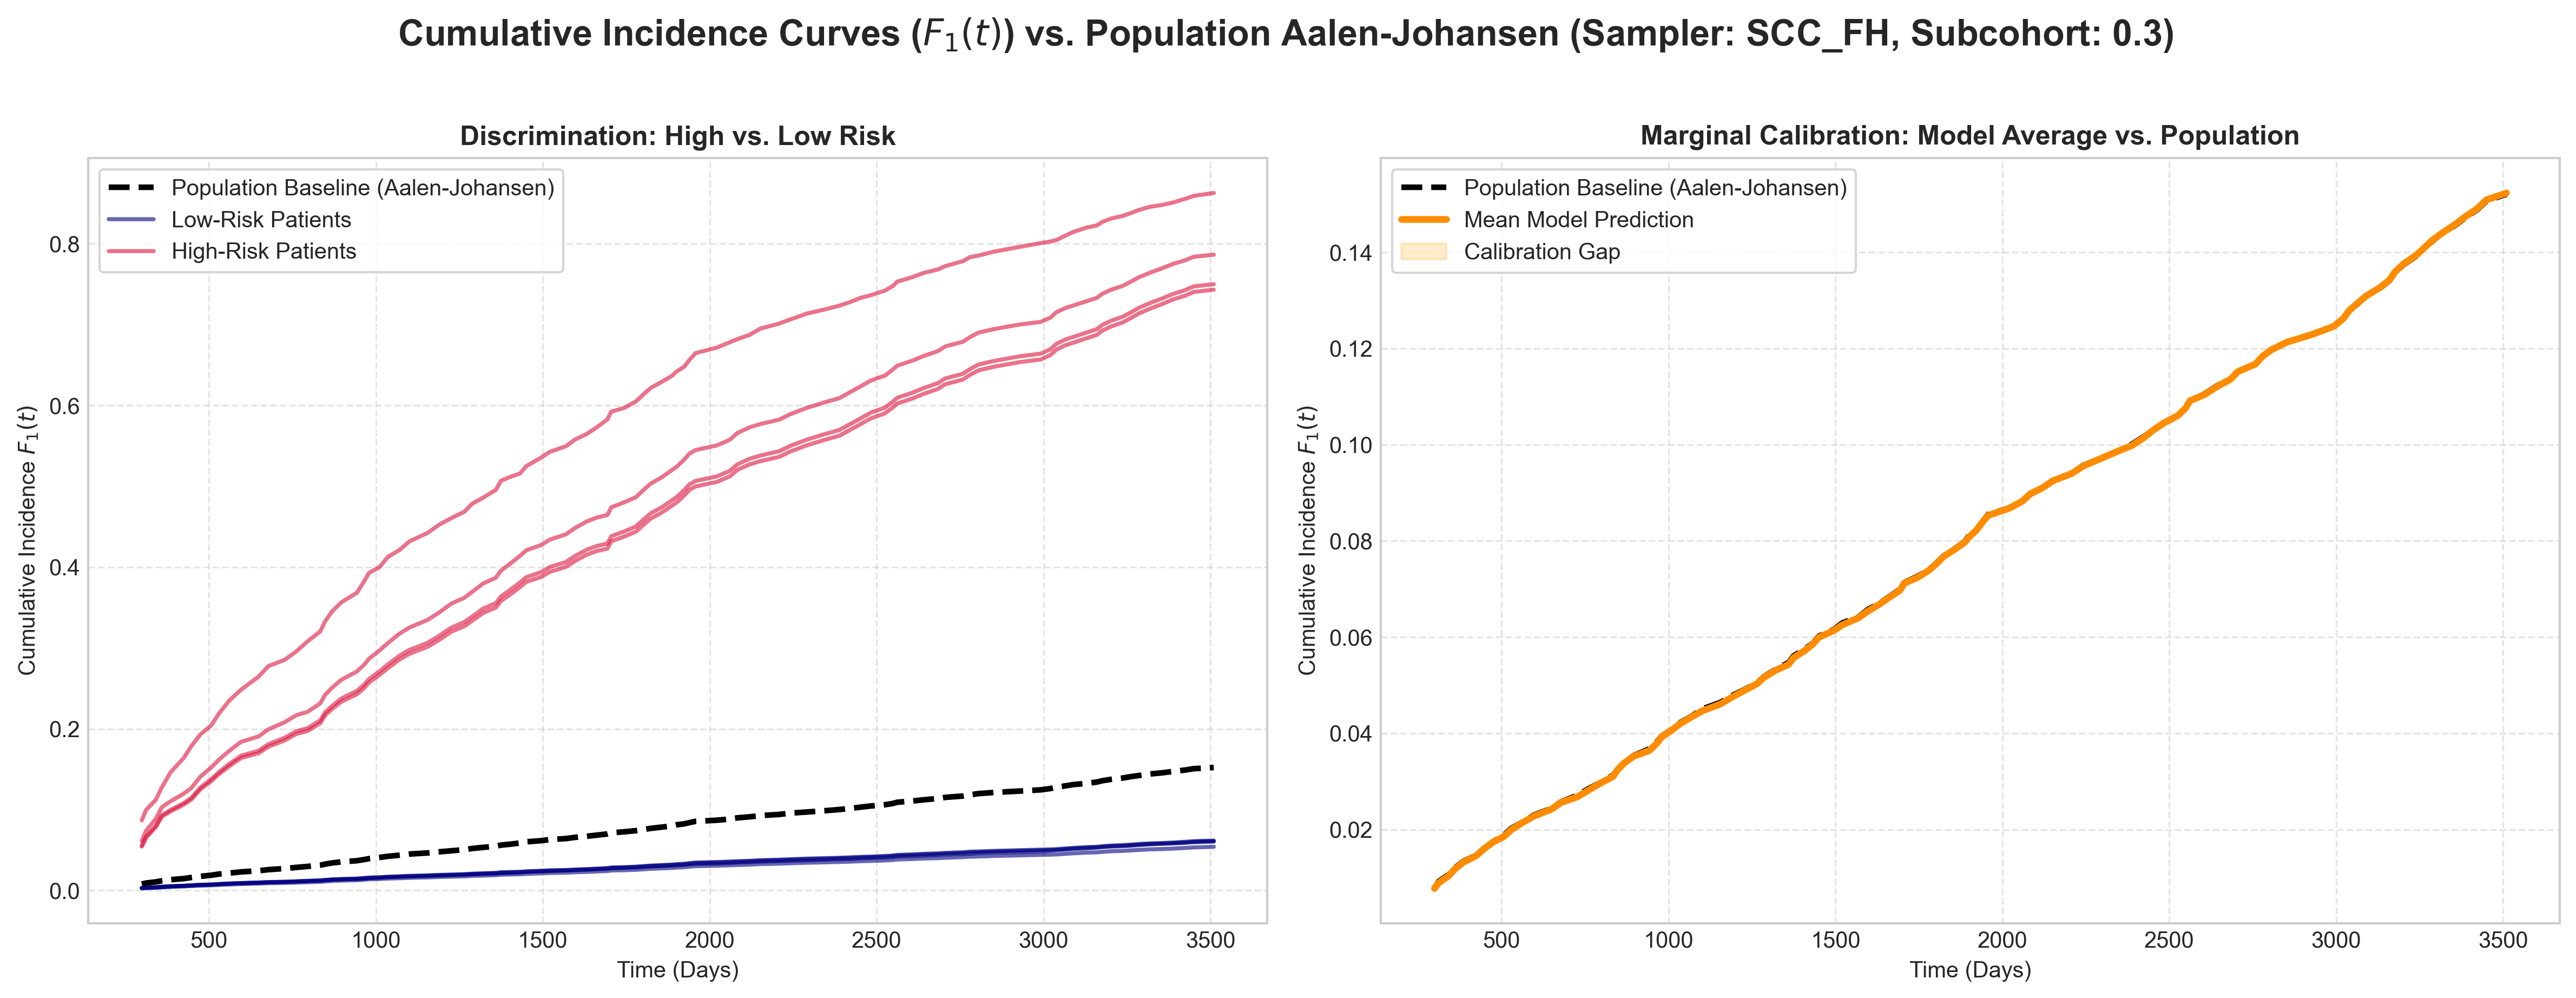 Cumulative Incidence Curves (F₁(t)) vs. Population Aalen-Johansen (Sampler: SCC_FH, Subcohort: 0.3)
Discrimination: High vs. Low Risk
Population Baseline (Aalen-Johansen)
Low-Risk Patients
High-Risk Patients
Cumulative Incidence F₁(t)
0.8
0.6
0.4
0.2
0.0
500 1000 1500 2000 2500 3000 3500
Time (Days)
Marginal Calibration: Model Average vs. Population
Population Baseline (Aalen-Johansen)
Mean Model Prediction
Calibration Gap
Cumulative Incidence F₁(t)
0.14
0.12
0.10
0.08
0.06
0.04
0.02
500 1000 1500 2000 2500 3000 3500
Time (Days)